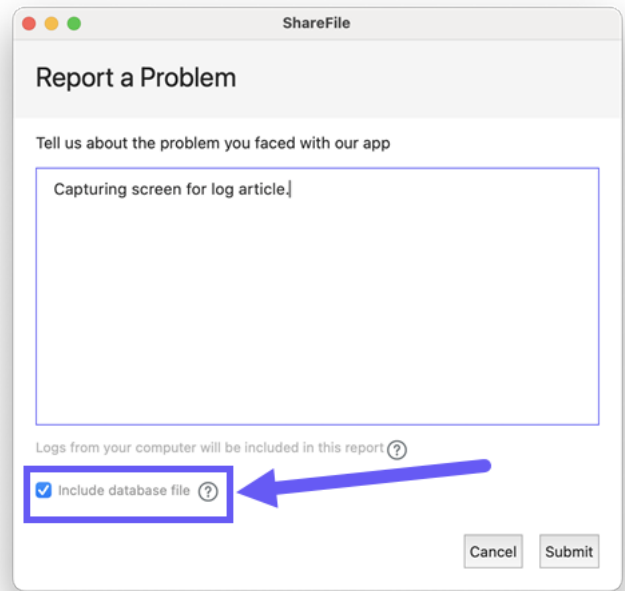 ShareFile
Report a Problem
Tell us about the problem you faced with our app
Capturing screen for log article.
Logs from your computer will be included in this report ?
Include database file ?
Cancel Submit